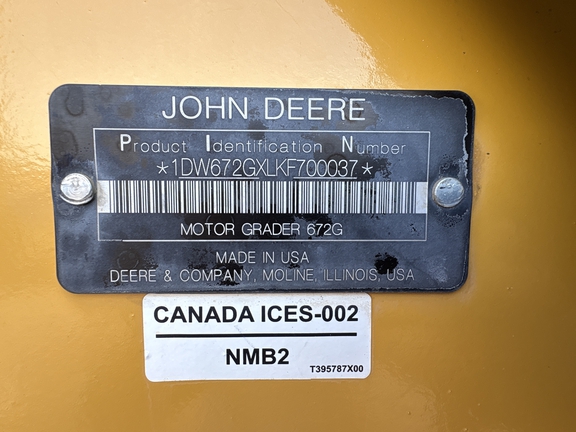 JOHN DEERE
Product Identification Number
*1DW672GXLKF700037*
MOTOR GRADER 672G
MADE IN USA
DEERE & COMPANY, MOLINE, ILLINOIS, USA
CANADA ICES-002
NMB2
T395787X00